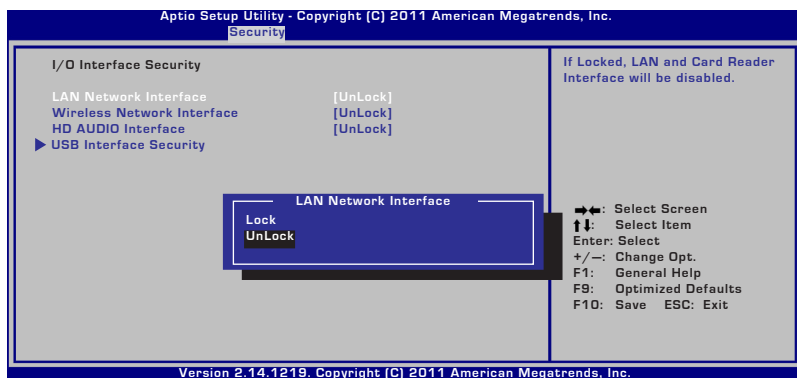 Aptio Setup Utility - Copyright (C) 2011 American Megatrends, Inc.
Security
I/O Interface Security
LAN Network Interface [UnLock]
Wireless Network Interface [UnLock]
HD AUDIO Interface [UnLock]
USB Interface Security
If Locked, LAN and Card Reader
Interface will be disabled.
LAN Network Interface
Lock
UnLock
→←: Select Screen
↑↓: Select Item
Enter: Select
+/—: Change Opt.
F1: General Help
F9: Optimized Defaults
F10: Save ESC: Exit
Version 2.14.1219. Copyright (C) 2011 American Megatrends, Inc.